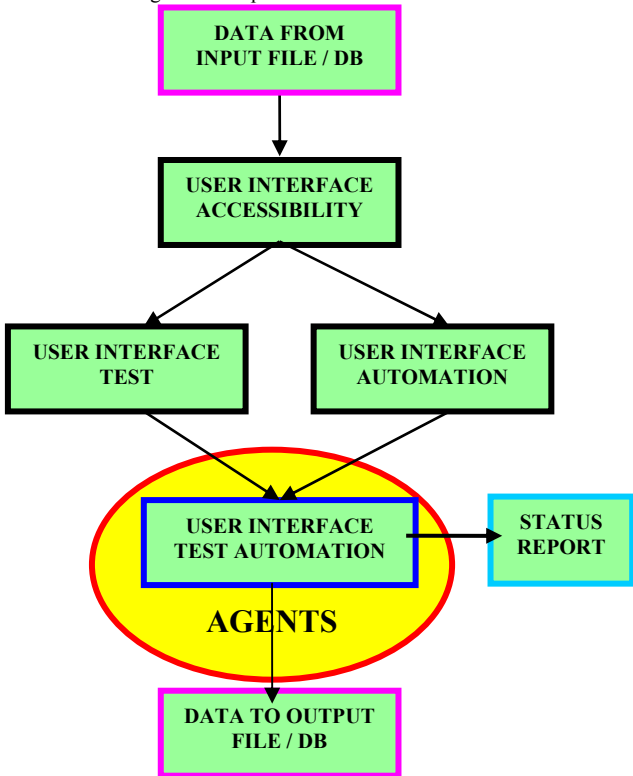 DATA FROM
INPUT FILE / DB
USER INTERFACE
ACCESSIBILITY
USER INTERFACE
TEST
USER INTERFACE
AUTOMATION
USER INTERFACE
TEST AUTOMATION
STATUS
REPORT
AGENTS
DATA TO OUTPUT
FILE / DB